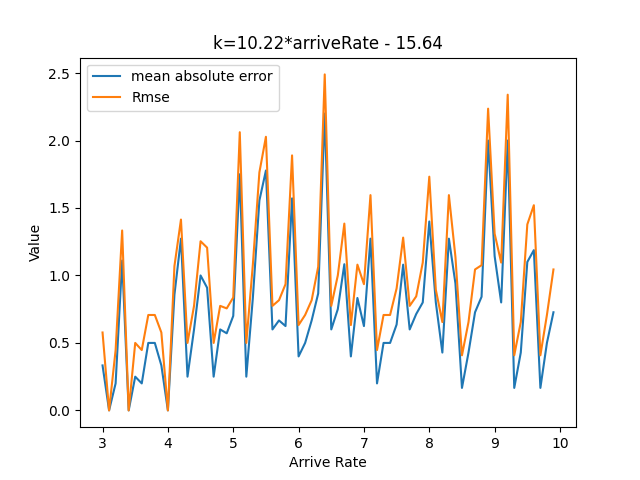 k=10.22*arriveRate - 15.64
mean absolute error
Rmse
2.5
2.0
1.5
1.0
0.5
0.0
Value
3 4 5 6 7 8 9 10
Arrive Rate